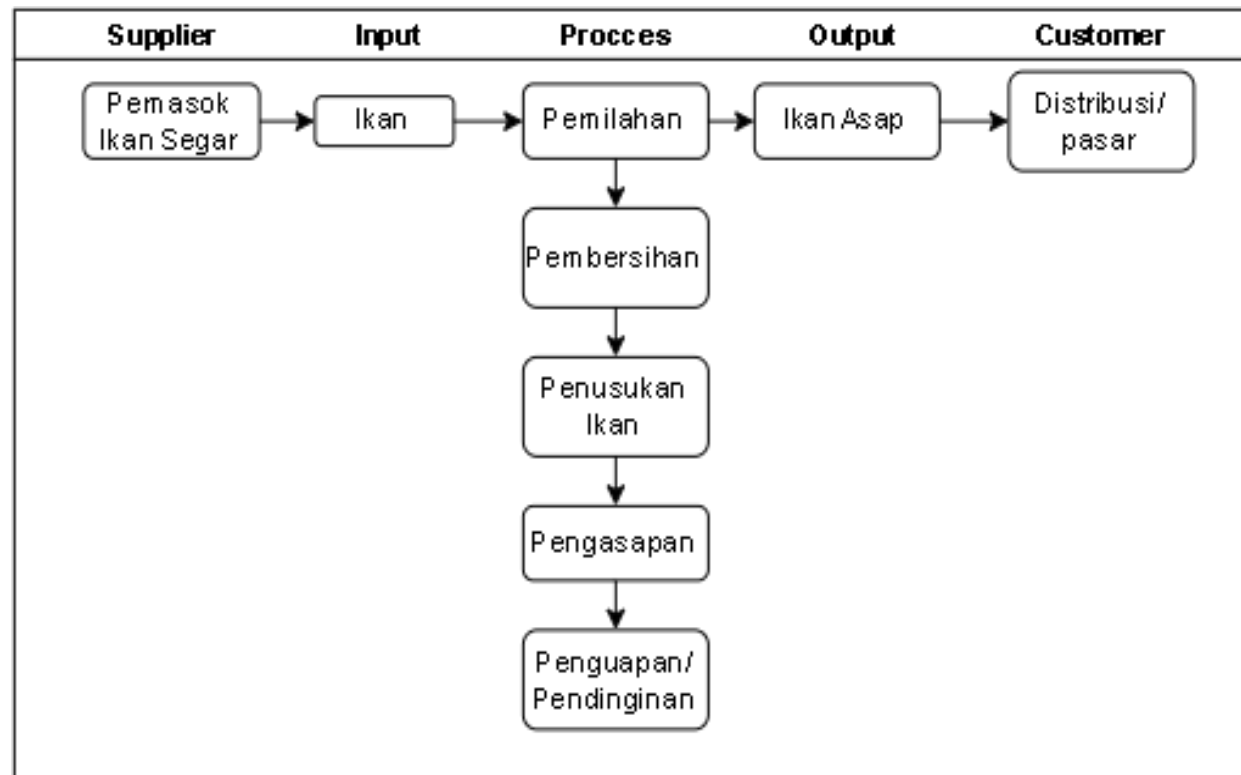 Supplier
Input
Procces
Output
Customer
Pemasok
Ikan Segar
Ikan
Pemilahan
Ikan Asap
Distribusi/
pasar
Pembersihan
Penusukan
Ikan
Pengasapan
Penguapan/
Pendinginan